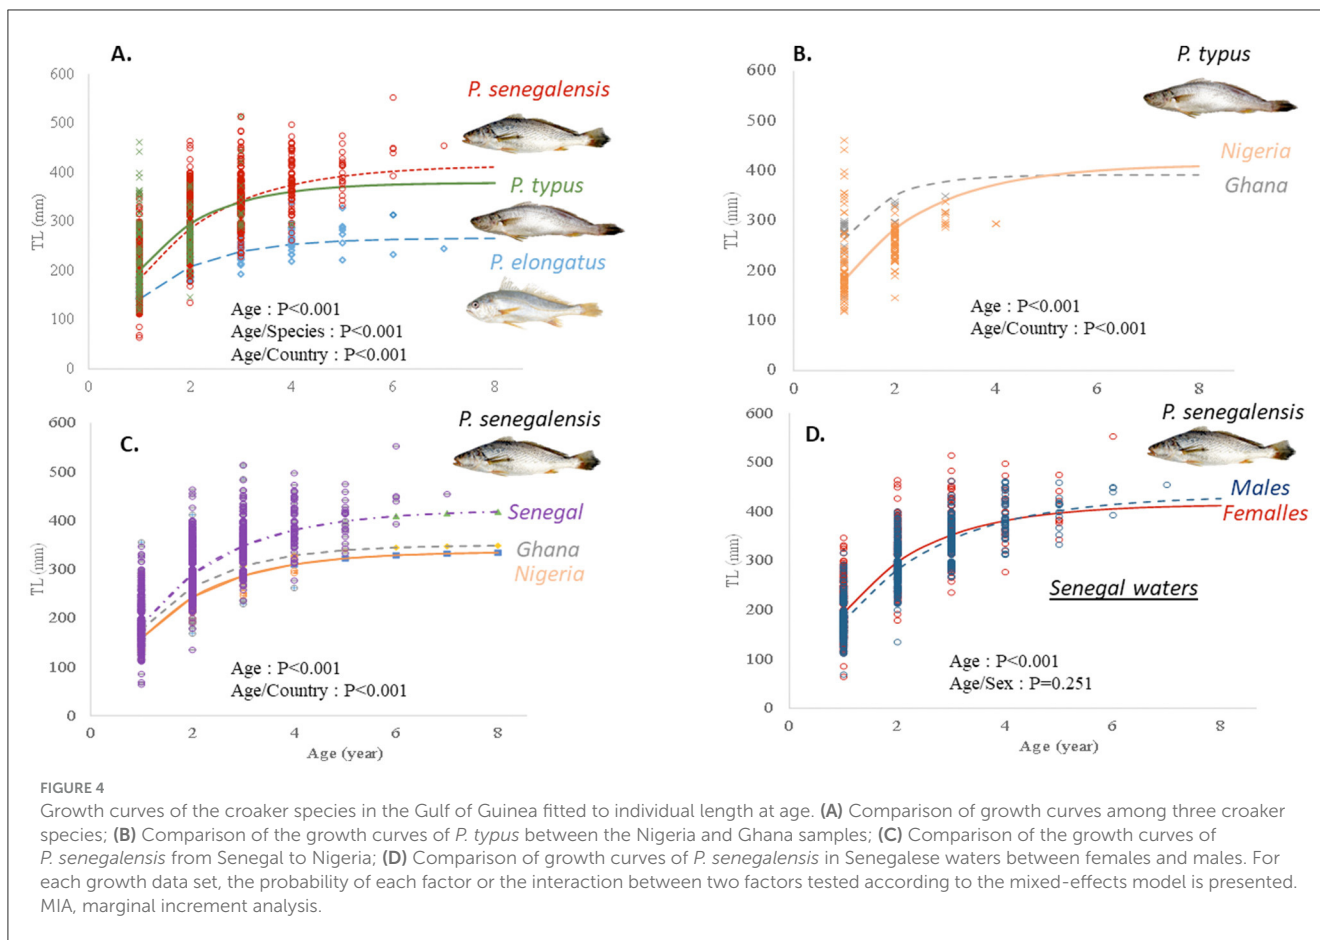 A.
600
500
400
300
200
100
0
TL (mm)
P. senegalensis
P. typus
P. elongatus
Age : P<0.001
Age/Species : P<0.001
Age/Country : P<0.001
0 2 4 6 8
B.
P. typus
600
500
400
300
200
100
0
TL (mm)
Nigeria
Ghana
Age : P<0.001
Age/Country : P<0.001
0 2 4 6 8
C.
P. senegalensis
600
500
400
300
200
100
0
TL (mm)
Senegal
Ghana
Nigeria
Age : P<0.001
Age/Country : P<0.001
0 2 4 6 8
Age (year)
D.
P. senegalensis
600
500
400
300
200
100
0
TL (mm)
Males
Femalles
Senegal waters
Age : P<0.001
Age/Sex : P=0.251
0 2 4 6 8
Age (year)
FIGURE 4
Growth curves of the croaker species in the Gulf of Guinea fitted to individual length at age. (A) Comparison of growth curves among three croaker
species; (B) Comparison of the growth curves of P. typus between the Nigeria and Ghana samples; (C) Comparison of the growth curves of
P. senegalensis from Senegal to Nigeria; (D) Comparison of growth curves of P. senegalensis in Senegalese waters between females and males. For
each growth data set, the probability of each factor or the interaction between two factors tested according to the mixed-effects model is presented.
MIA, marginal increment analysis.